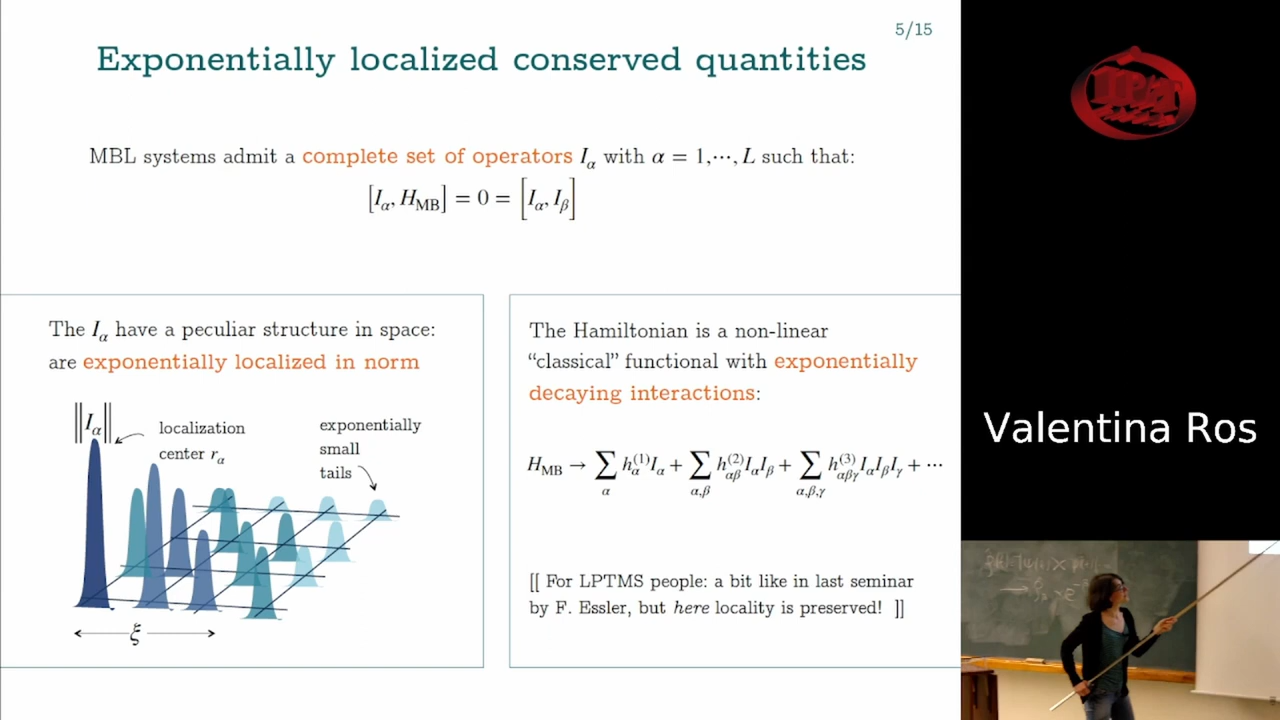 5/15
Exponentially localized conserved quantities
MBL systems admit a complete set of operators I_α with α = 1,⋯, L such that:
[I_α, H_MB] = 0 = [I_α, I_β]
The I_α have a peculiar structure in space:
are exponentially localized in norm
‖I_α‖
localization
center r_α
exponentially
small
tails
ξ
The Hamiltonian is a non-linear
“classical” functional with exponentially
decaying interactions:
H_MB → ∑_α h_α^(1) I_α + ∑_α,β h_αβ^(2) I_α I_β + ∑_α,β,γ h_αβγ^(3) I_α I_β I_γ + ⋯
[[ For LPTMS people: a bit like in last seminar
by F. Essler, but here locality is preserved! ]]
IPhT
Valentina Ros